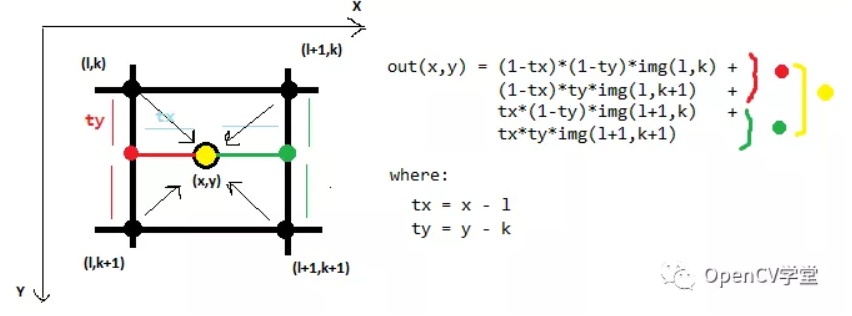 X
(l,k)
(l+1,k)
ty
tx
(x,y)
(l,k+1)
(l+1,k+1)
Y
out(x,y) = (1-tx)*(1-ty)*img(l,k) +
(1-tx)*ty*img(l,k+1) +
tx*(1-ty)*img(l+1,k) +
tx*ty*img(l+1,k+1)
where:
tx = x - l
ty = y - k
OpenCV学堂